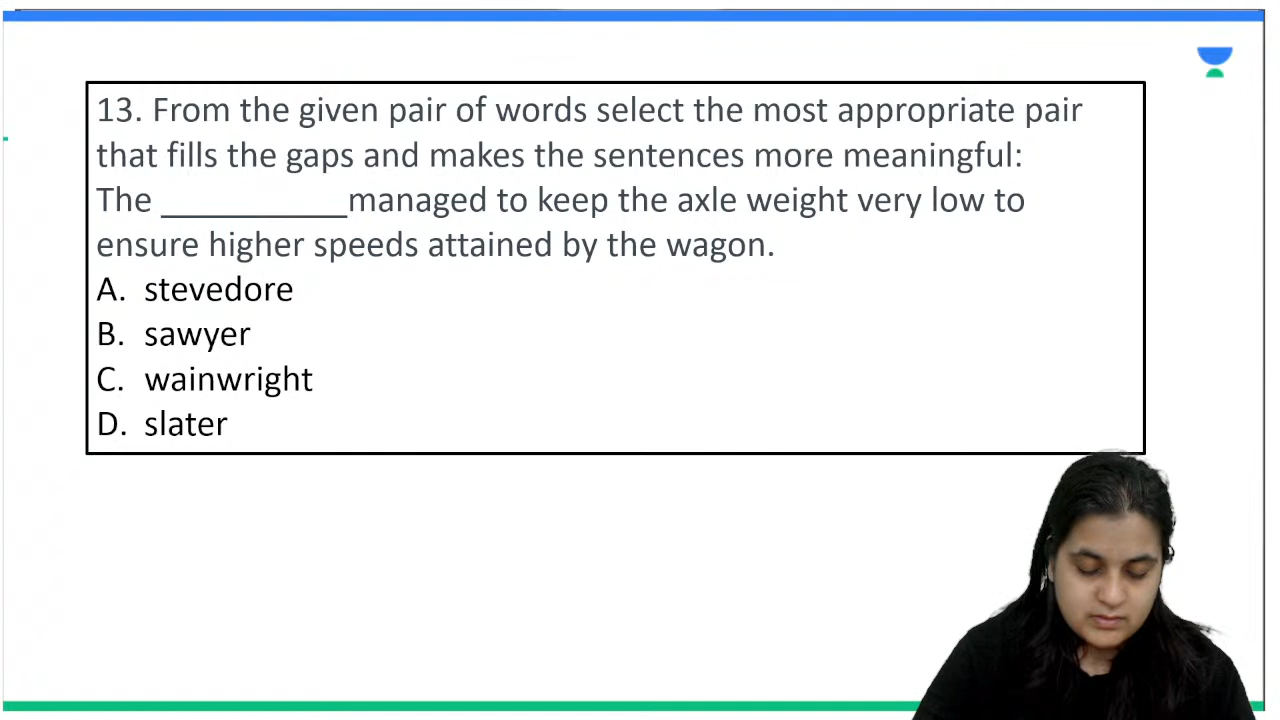 13. From the given pair of words select the most appropriate pair
that fills the gaps and makes the sentences more meaningful:
The __________managed to keep the axle weight very low to
ensure higher speeds attained by the wagon.
A. stevedore
B. sawyer
C. wainwright
D. slater